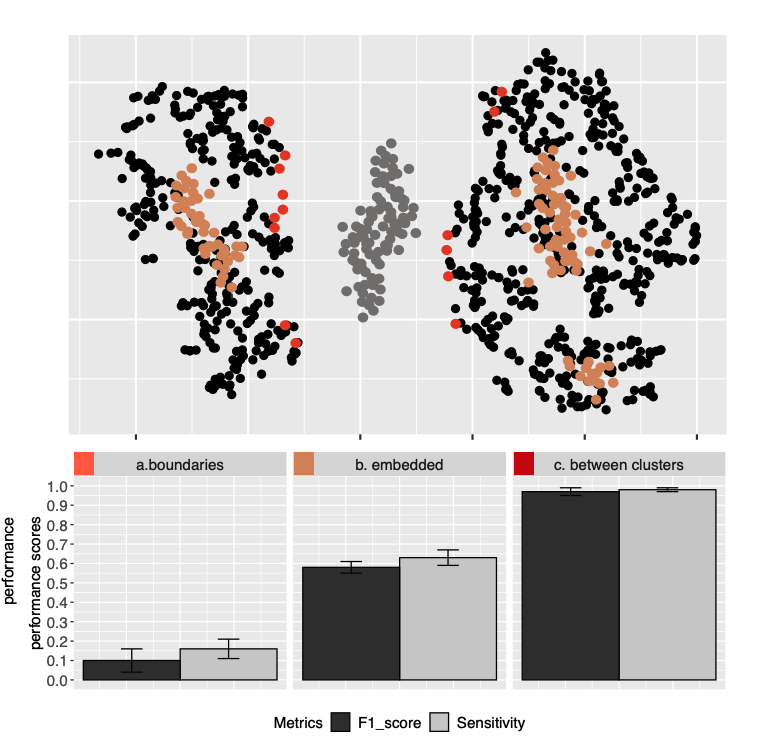 a.boundaries
b. embedded
c. between clusters
performance
performance scores
1.0
0.9
0.8
0.7
0.6
0.5
0.4
0.3
0.2
0.1
0.0
Metrics F1_score Sensitivity